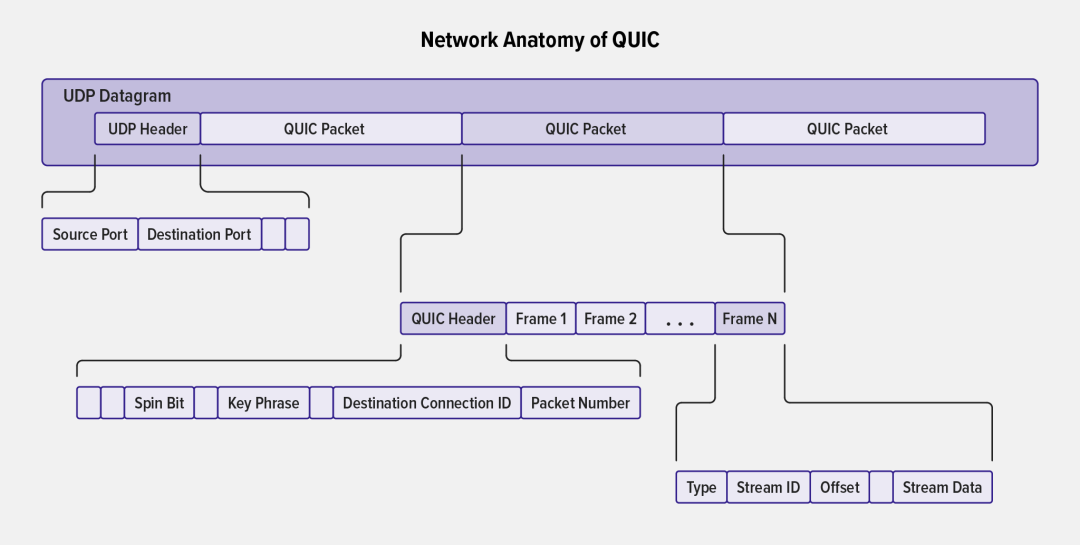 Network Anatomy of QUIC
UDP Datagram
UDP Header QUIC Packet QUIC Packet QUIC Packet
Source Port Destination Port
QUIC Header Frame 1 Frame 2 ... Frame N
Spin Bit Key Phrase Destination Connection ID Packet Number
Type Stream ID Offset Stream Data